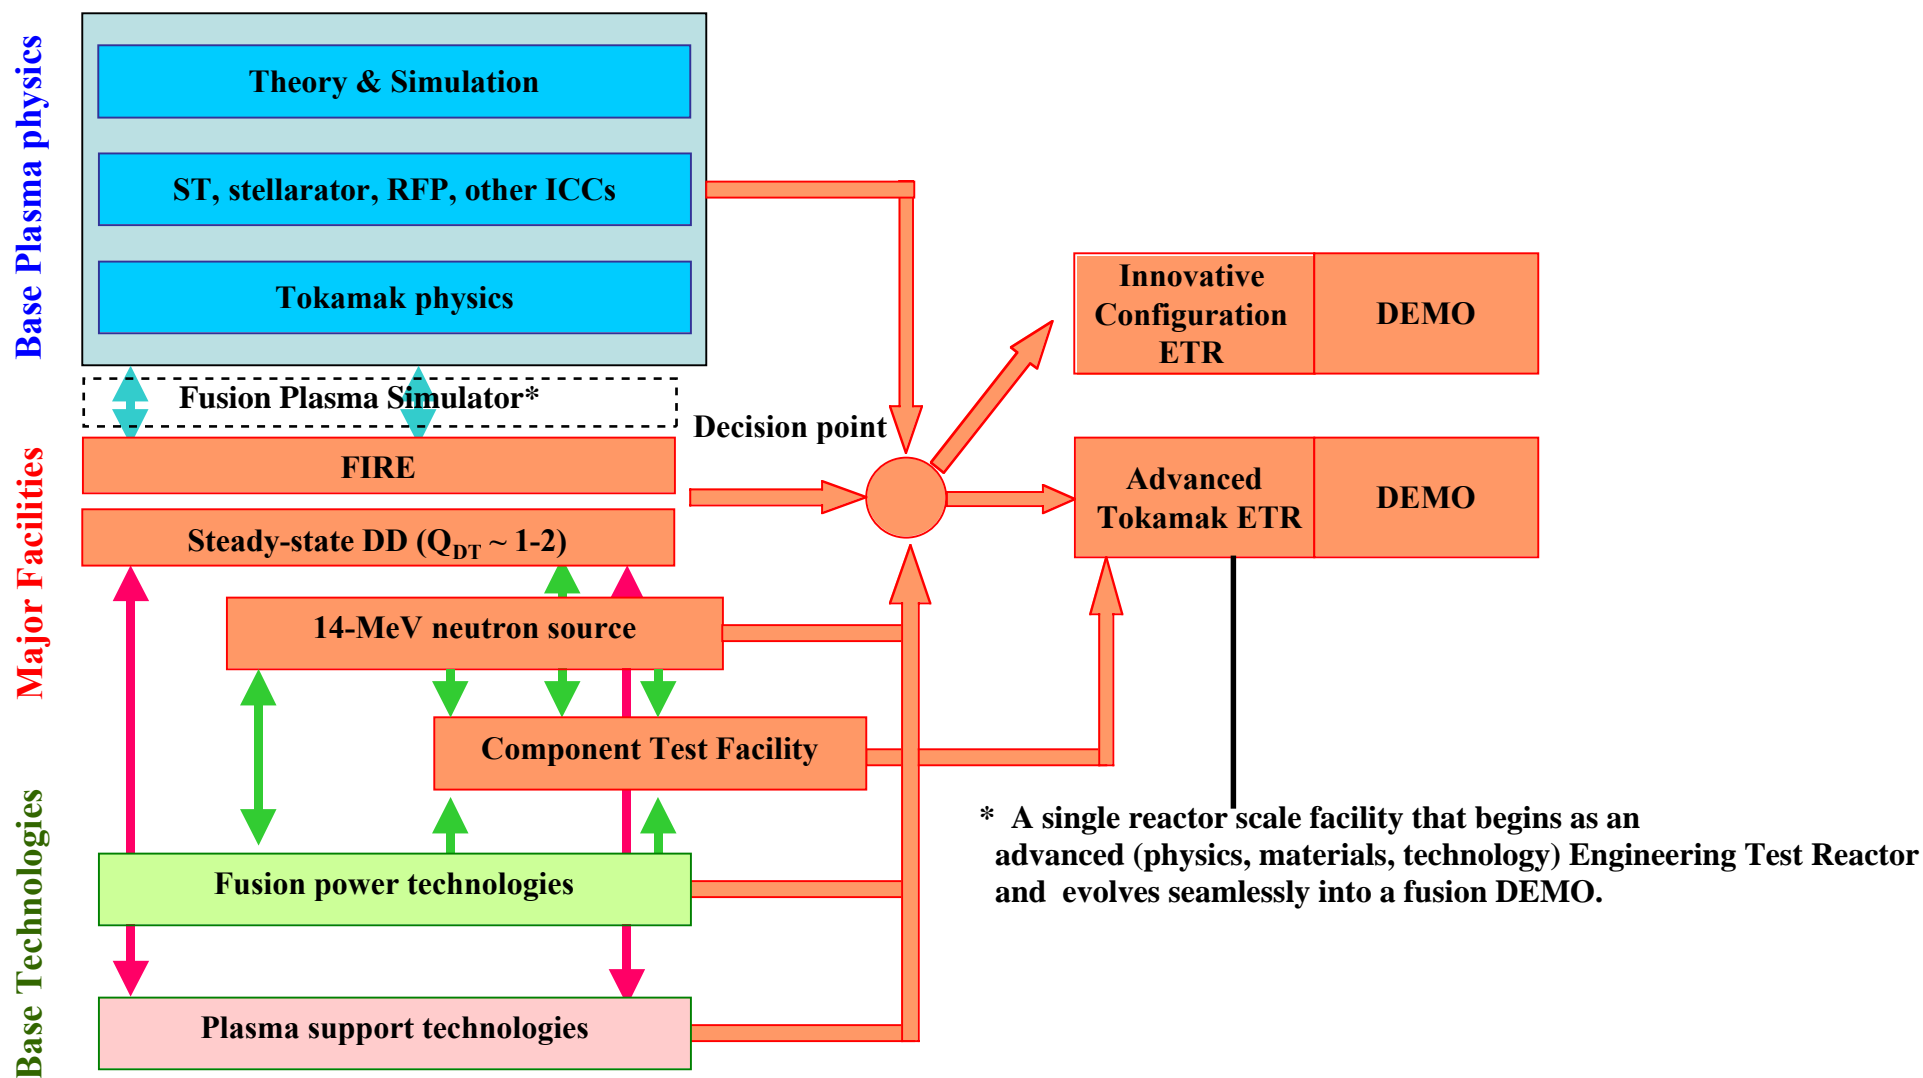 Base Plasma physics
Theory & Simulation
ST, stellarator, RFP, other ICCs
Tokamak physics
Fusion Plasma Simulator*
Major Facilities
FIRE
Steady-state DD (Q_DT ~ 1-2)
14-MeV neutron source
Component Test Facility
Base Technologies
Fusion power technologies
Plasma support technologies
Decision point
Innovative
Configuration
ETR
DEMO
Advanced
Tokamak ETR
DEMO
* A single reactor scale facility that begins as an
advanced (physics, materials, technology) Engineering Test Reactor
and evolves seamlessly into a fusion DEMO.